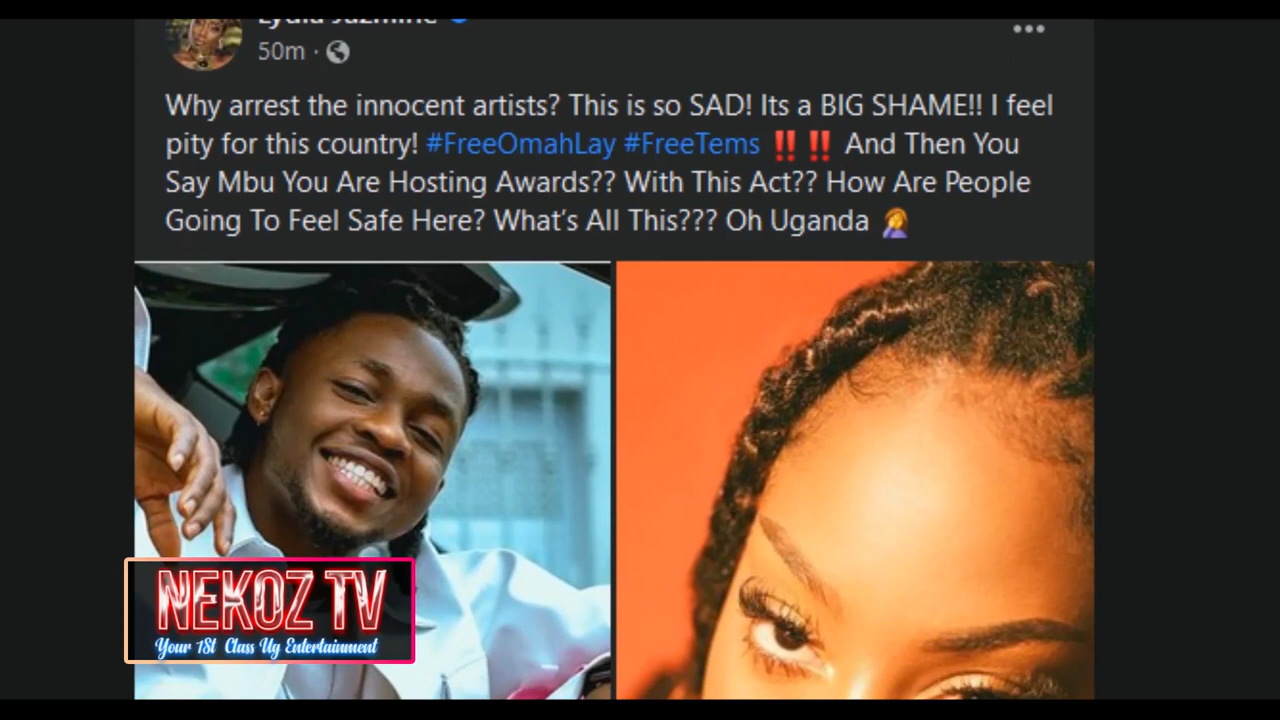 Lydia Jazmine
50m ·
Why arrest the innocent artists? This is so SAD! Its a BIG SHAME!! I feel
pity for this country! #FreeOmahLay #FreeTems ‼️ ‼️ And Then You
Say Mbu You Are Hosting Awards?? With This Act?? How Are People
Going To Feel Safe Here? What's All This??? Oh Uganda 🤦‍♀️
NEKOZ TV
Your 1St Class Ug Entertainment